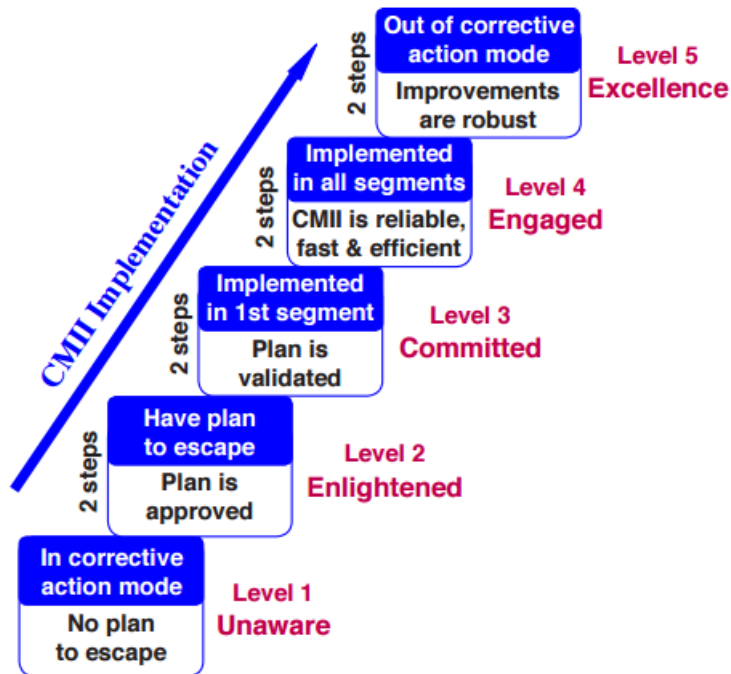 Out of corrective
action mode
Improvements
are robust
2 steps
Level 5
Excellence
Implemented
in all segments
CMII is reliable,
fast & efficient
2 steps
Level 4
Engaged
Implemented
in 1st segment
Plan is
validated
2 steps
Level 3
Committed
Have plan
to escape
Plan is
approved
2 steps
Level 2
Enlightened
In corrective
action mode
No plan
to escape
Level 1
Unaware
CMII Implementation